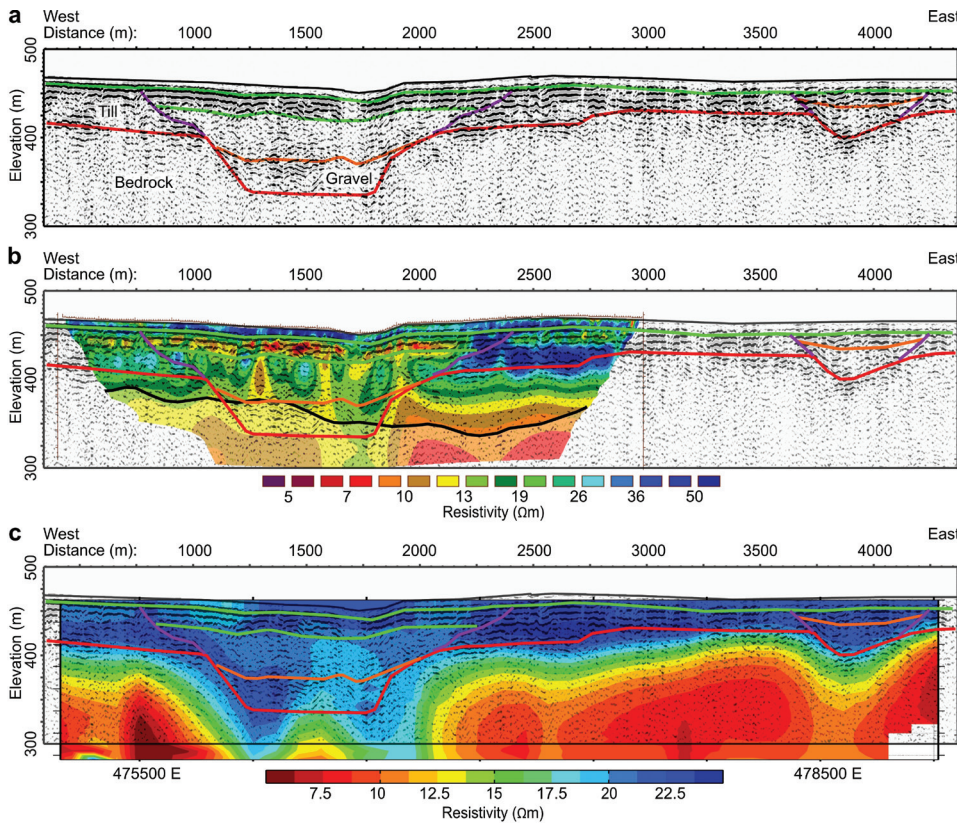 a
West
East
Distance (m):
1000
1500
2000
2500
3000
3500
4000
Elevation (m)
500
400
300
Till
Gravel
Bedrock
b
West
East
Distance (m):
1000
1500
2000
2500
3000
3500
4000
Elevation (m)
500
400
300
5 7 10 13 19 26 36 50
Resistivity (Ωm)
c
West
East
Distance (m):
1000
1500
2000
2500
3000
3500
4000
Elevation (m)
500
400
300
475500 E
478500 E
7.5 10 12.5 15 17.5 20 22.5
Resistivity (Ωm)